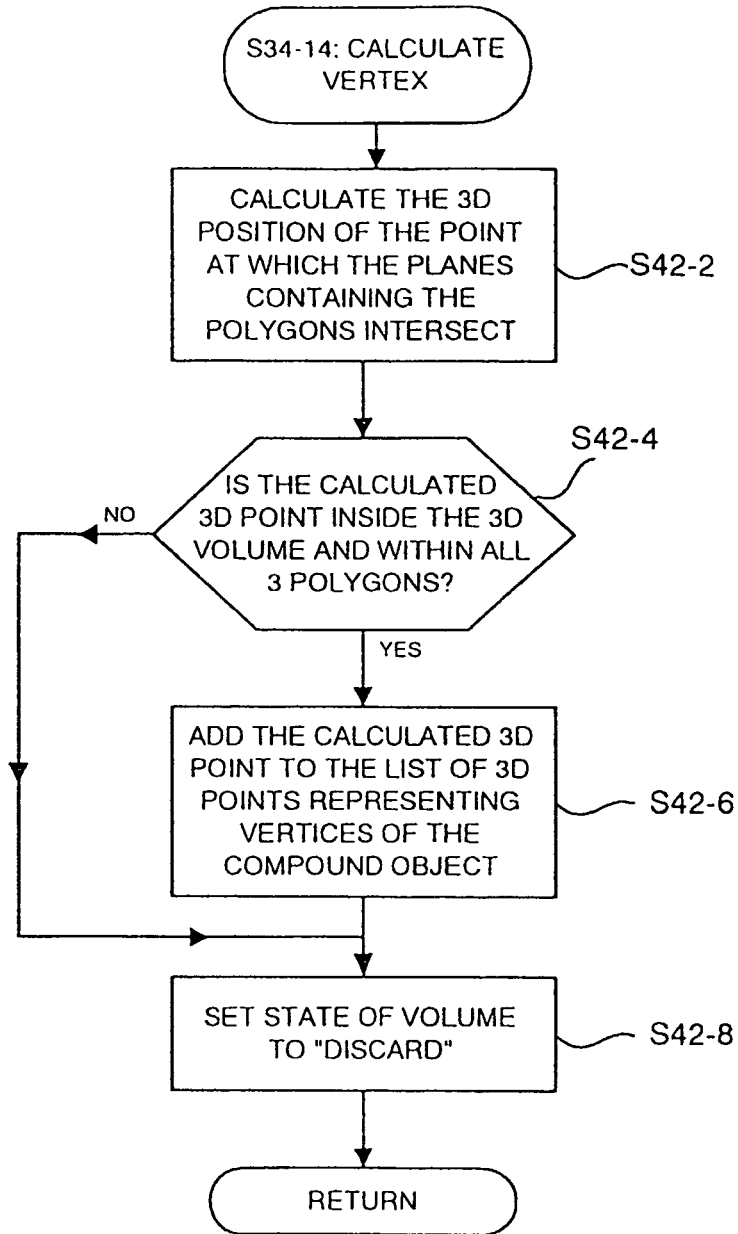 S34-14: CALCULATE
VERTEX
CALCULATE THE 3D
POSITION OF THE POINT
AT WHICH THE PLANES
CONTAINING THE
POLYGONS INTERSECT
S42-2
S42-4
IS THE CALCULATED
3D POINT INSIDE THE 3D
VOLUME AND WITHIN ALL
3 POLYGONS?
NO
YES
ADD THE CALCULATED 3D
POINT TO THE LIST OF 3D
POINTS REPRESENTING
VERTICES OF THE
COMPOUND OBJECT
S42-6
SET STATE OF VOLUME
TO "DISCARD"
S42-8
RETURN